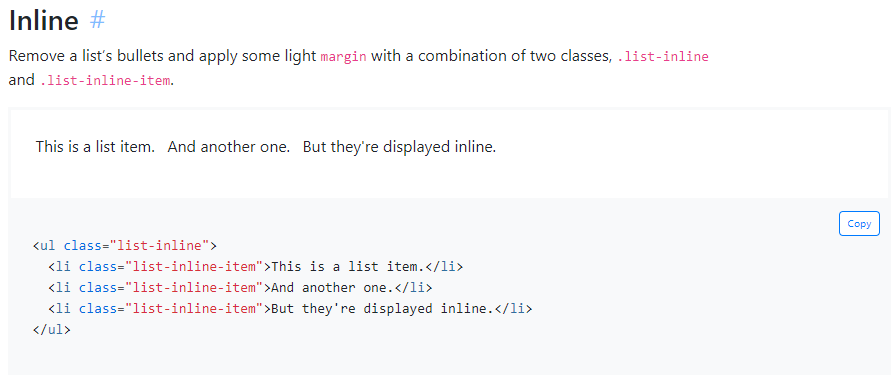 Inline #
Remove a list's bullets and apply some light margin with a combination of two classes, .list-inline
and .list-inline-item.
This is a list item. And another one. But they're displayed inline.
Copy
<ul class="list-inline">
  <li class="list-inline-item">This is a list item.</li>
  <li class="list-inline-item">And another one.</li>
  <li class="list-inline-item">But they're displayed inline.</li>
</ul>